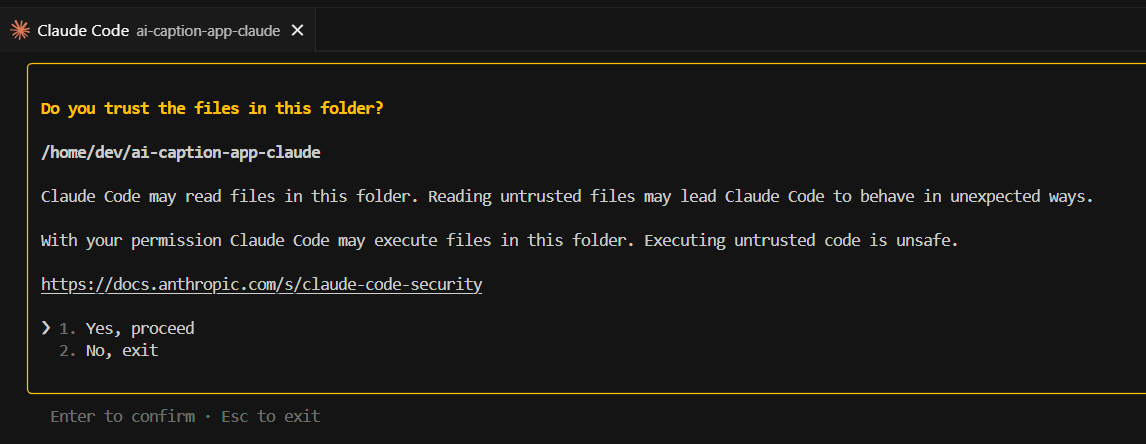 Claude Code ai-caption-app-claude ✕
Do you trust the files in this folder?
/home/dev/ai-caption-app-claude
Claude Code may read files in this folder. Reading untrusted files may lead Claude Code to behave in unexpected ways.
With your permission Claude Code may execute files in this folder. Executing untrusted code is unsafe.
https://docs.anthropic.com/s/claude-code-security
❯ 1. Yes, proceed
2. No, exit
Enter to confirm · Esc to exit